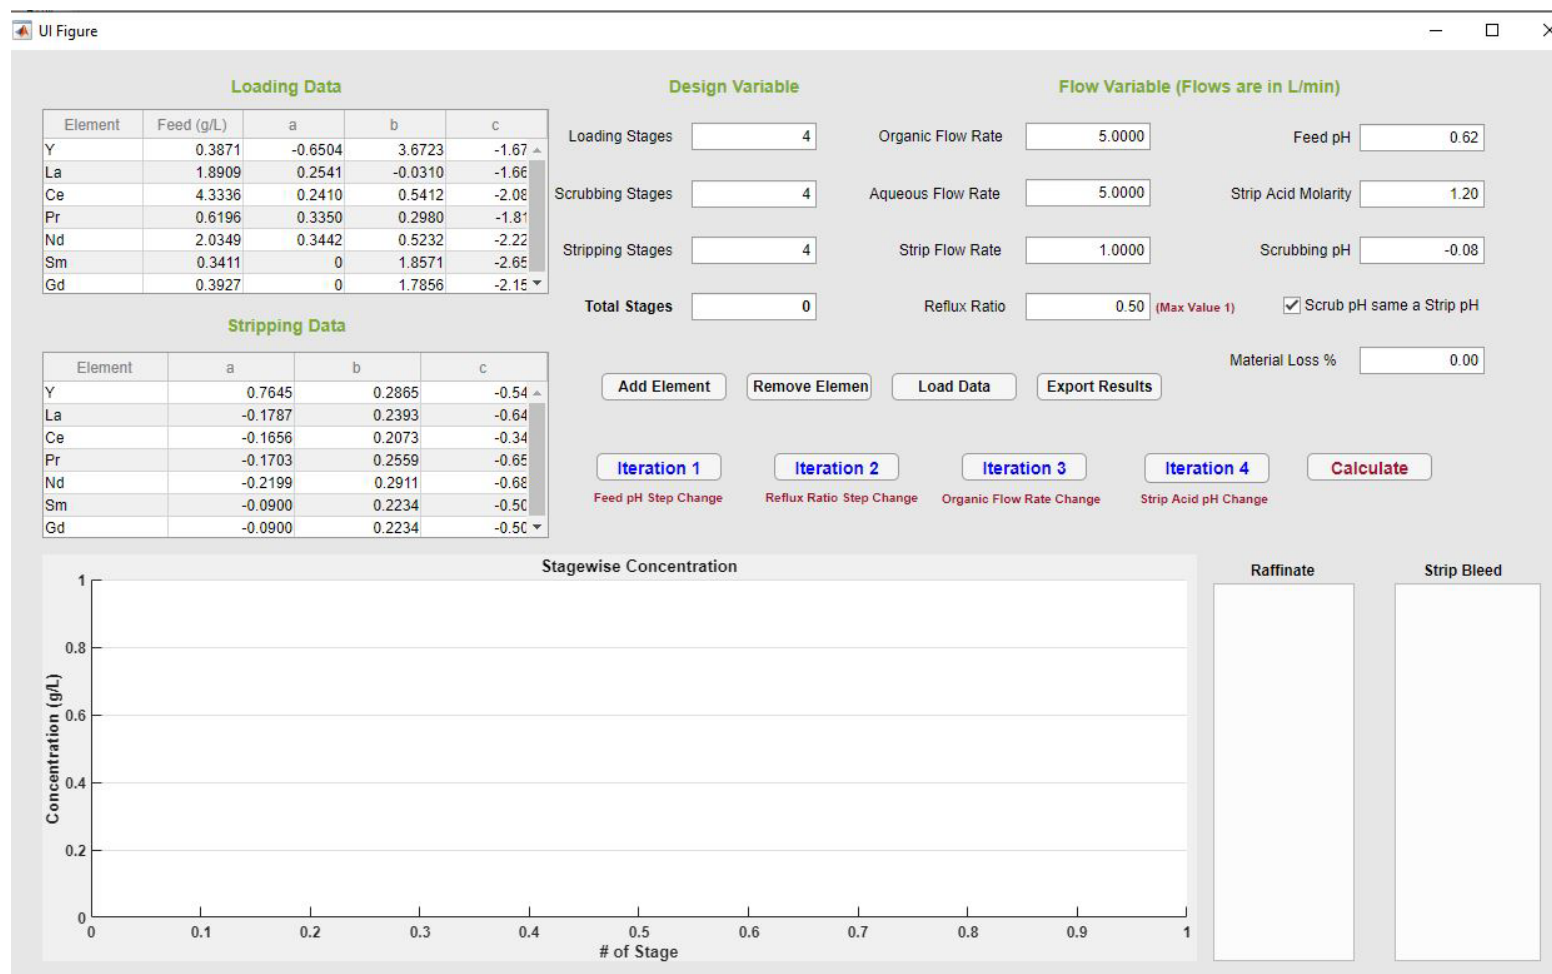 UI Figure
Loading Data
Element Feed (g/L) a b c
Y 0.3871 -0.6504 3.6723 -1.67
La 1.8909 0.2541 -0.0310 -1.66
Ce 4.3336 0.2410 0.5412 -2.08
Pr 0.6196 0.3350 0.2980 -1.81
Nd 2.0349 0.3442 0.5232 -2.22
Sm 0.3411 0 1.8571 -2.65
Gd 0.3927 0 1.7856 -2.15
Stripping Data
Element a b c
Y 0.7645 0.2865 -0.54
La -0.1787 0.2393 -0.64
Ce -0.1656 0.2073 -0.34
Pr -0.1703 0.2559 -0.65
Nd -0.2199 0.2911 -0.68
Sm -0.0900 0.2234 -0.50
Gd -0.0900 0.2234 -0.50
Design Variable
Loading Stages 4
Scrubbing Stages 4
Stripping Stages 4
Total Stages 0
Flow Variable (Flows are in L/min)
Organic Flow Rate 5.0000
Aqueous Flow Rate 5.0000
Strip Flow Rate 1.0000
Reflux Ratio 0.50 (Max Value 1)
Feed pH 0.62
Strip Acid Molarity 1.20
Scrubbing pH -0.08
Scrub pH same a Strip pH
Material Loss % 0.00
Add Element Remove Elemen Load Data Export Results
Iteration 1 Iteration 2 Iteration 3 Iteration 4 Calculate
Feed pH Step Change Reflux Ratio Step Change Organic Flow Rate Change Strip Acid pH Change
Stagewise Concentration
Concentration (g/L)
1
0.8
0.6
0.4
0.2
0
0 0.1 0.2 0.3 0.4 0.5 0.6 0.7 0.8 0.9 1
# of Stage
Raffinate
Strip Bleed